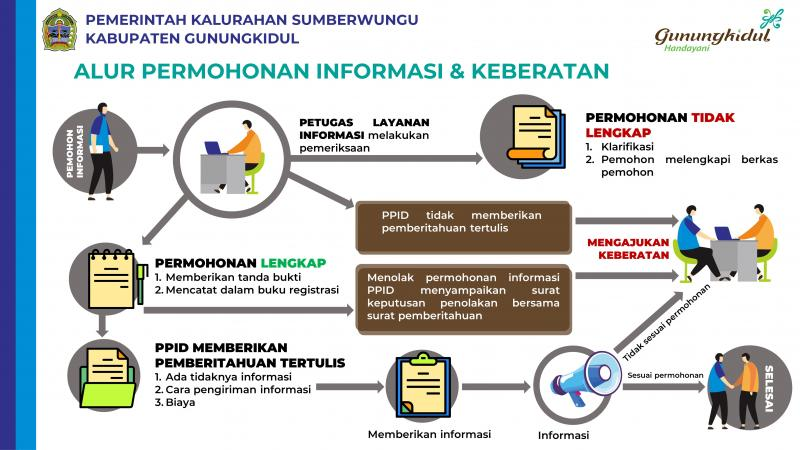 PEMERINTAH KALURAHAN SUMBERWUNGU
KABUPATEN GUNUNGKIDUL
Gunungkidul
Handayani
ALUR PERMOHONAN INFORMASI & KEBERATAN
PEMOHON
INFORMASI
PETUGAS LAYANAN
INFORMASI melakukan
pemeriksaan
PERMOHONAN TIDAK
LENGKAP
1. Klarifikasi
2. Pemohon melengkapi berkas
pemohon
PPID tidak memberikan
pemberitahuan tertulis
MENGAJUKAN
KEBERATAN
PERMOHONAN LENGKAP
1. Memberikan tanda bukti
2. Mencatat dalam buku registrasi
Menolak permohonan informasi
PPID menyampaikan surat
keputusan penolakan bersama
surat pemberitahuan
PPID MEMBERIKAN
PEMBERITAHUAN TERTULIS
1. Ada tidaknya informasi
2. Cara pengiriman informasi
3. Biaya
Memberikan informasi
Informasi
Tidak sesuai permohonan
Sesuai permohonan
SELESAI